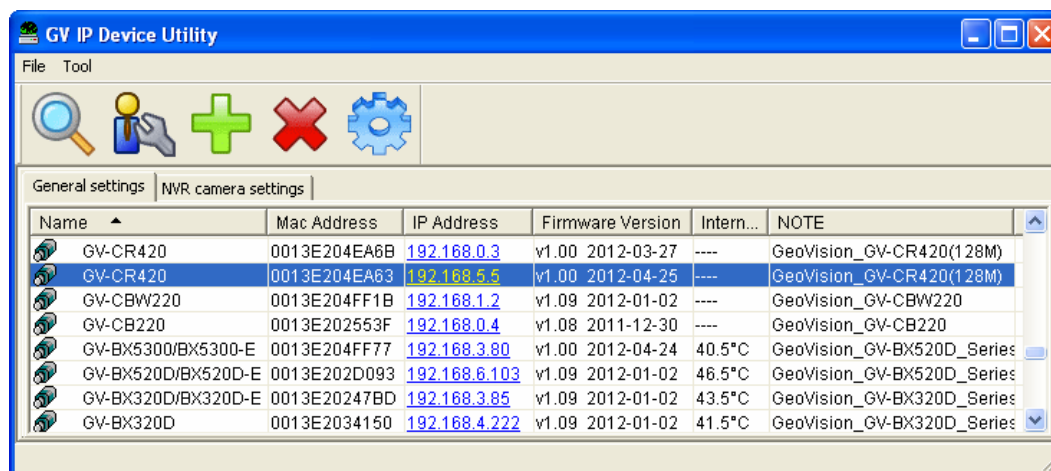 GV IP Device Utility
File Tool
General settings NVR camera settings
Name Mac Address IP Address Firmware Version Intern... NOTE
GV-CR420 0013E204EA6B 192.168.0.3 v1.00 2012-03-27 ---- GeoVision_GV-CR420(128M)
GV-CR420 0013E204EA63 192.168.5.5 v1.00 2012-04-25 ---- GeoVision_GV-CR420(128M)
GV-CBW220 0013E204FF1B 192.168.1.2 v1.09 2012-01-02 ---- GeoVision_GV-CBW220
GV-CB220 0013E202553F 192.168.0.4 v1.08 2011-12-30 ---- GeoVision_GV-CB220
GV-BX5300/BX5300-E 0013E204FF77 192.168.3.80 v1.00 2012-04-24 40.5°C GeoVision_GV-BX520D_Series
GV-BX520D/BX520D-E 0013E202D093 192.168.6.103 v1.09 2012-01-02 46.5°C GeoVision_GV-BX520D_Series
GV-BX320D/BX320D-E 0013E20247BD 192.168.3.85 v1.09 2012-01-02 43.5°C GeoVision_GV-BX320D_Series
GV-BX320D 0013E2034150 192.168.4.222 v1.09 2012-01-02 41.5°C GeoVision_GV-BX320D_Series